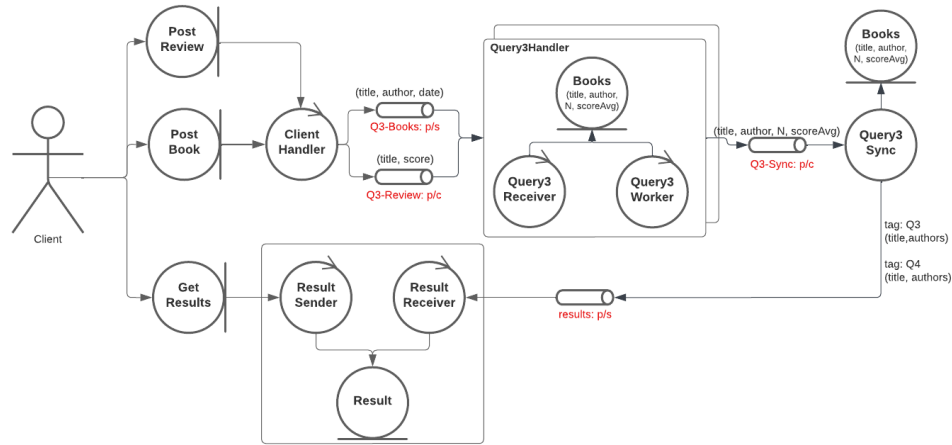 Post
Review
Client
Post
Book
Get
Results
Client
Handler
(title, author, date)
Q3-Books: p/s
(title, score)
Q3-Review: p/c
Query3Handler
Books
(title, author,
N, scoreAvg)
Query3
Receiver
Query3
Worker
(title, author, N, scoreAvg)
Q3-Sync: p/c
Books
(title, author,
N, scoreAvg)
Query3
Sync
tag: Q3
(title,authors)
tag: Q4
(title, authors)
results: p/s
Result
Sender
Result
Receiver
Result